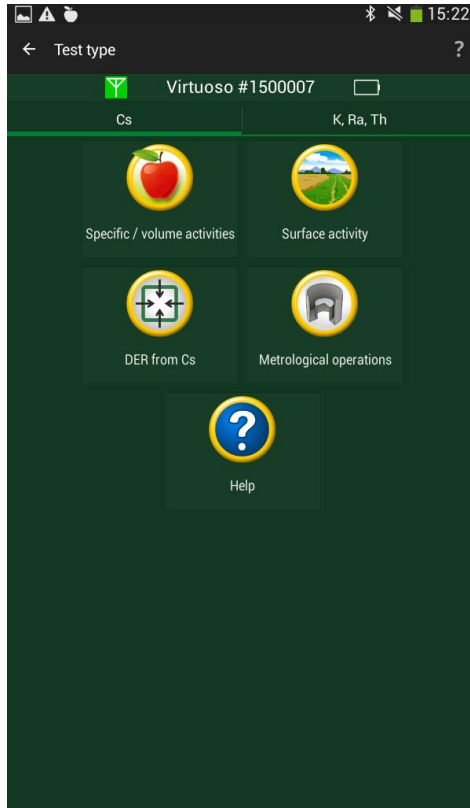 15:22
Test type
?
Virtuoso #1500007
Cs
K, Ra, Th
Specific / volume activities
Surface activity
DER from Cs
Metrological operations
?
Help